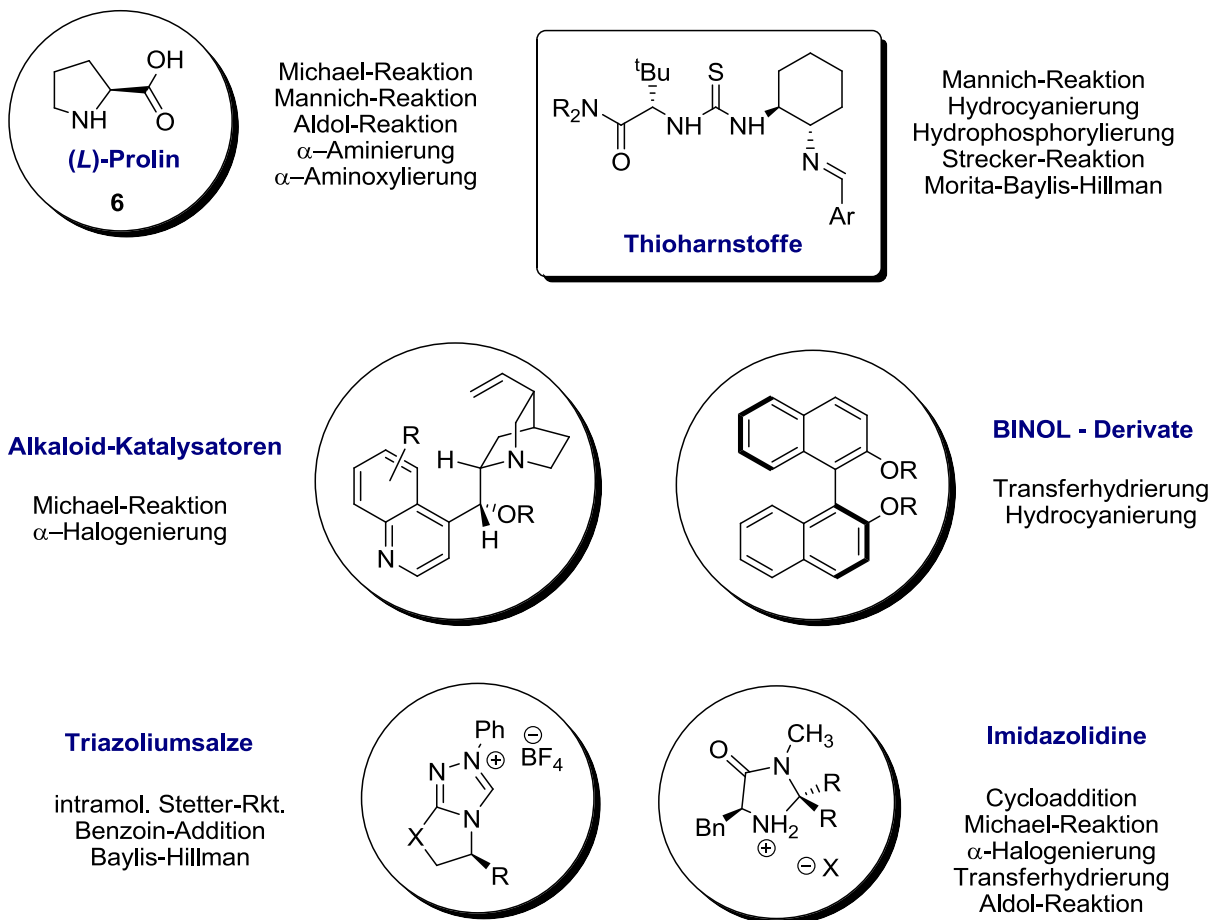 OH
NH
O
(L)-Prolin
6
Michael-Reaktion
Mannich-Reaktion
Aldol-Reaktion
α–Aminierung
α–Aminoxylierung
tBu
S
R2N
NH
NH
O
N
Ar
Thioharnstoffe
Mannich-Reaktion
Hydrocyanierung
Hydrophosphorylierung
Strecker-Reaktion
Morita-Baylis-Hillman
Alkaloid-Katalysatoren
Michael-Reaktion
α–Halogenierung
R
H
N
OR
H
N
OR
OR
BINOL - Derivate
Transferhydrierung
Hydrocyanierung
Triazoliumsalze
intramol. Stetter-Rkt.
Benzoin-Addition
Baylis-Hillman
Ph
⊖
BF4
N
N
⊕
N
X
R
CH3
O
N
R
R
Bn
NH2
⊕
⊖ X
Imidazolidine
Cycloaddition
Michael-Reaktion
α-Halogenierung
Transferhydrierung
Aldol-Reaktion